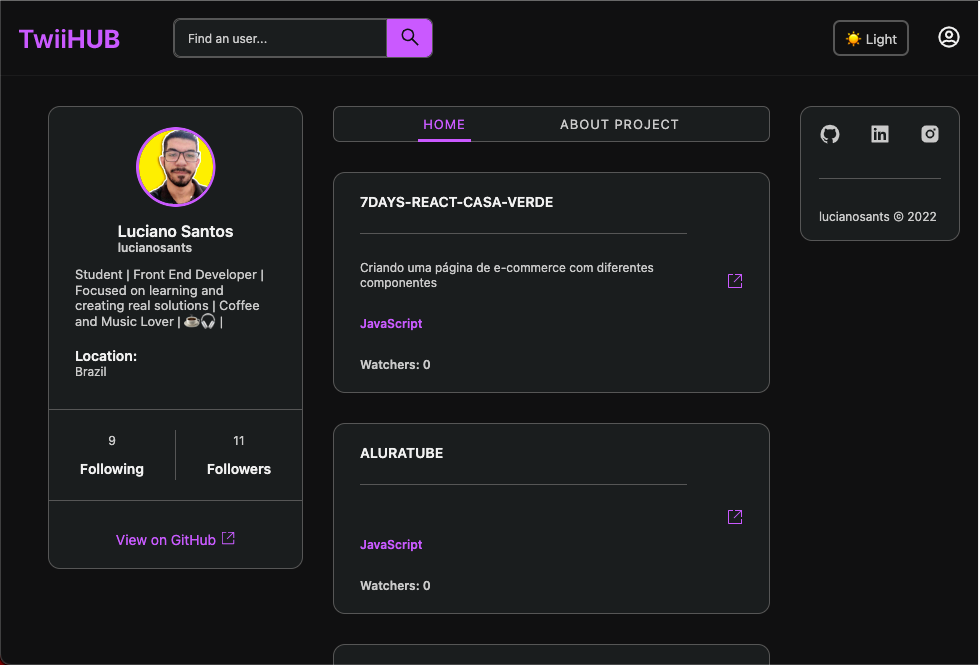 TwiiHUB
Find an user...
Light
Luciano Santos
lucianosants
Student | Front End Developer |
Focused on learning and
creating real solutions | Coffee
and Music Lover | ☕🎧 |
Location:
Brazil
9
Following
11
Followers
View on GitHub
HOME
ABOUT PROJECT
7DAYS-REACT-CASA-VERDE
Criando uma página de e-commerce com diferentes
componentes
JavaScript
Watchers: 0
ALURATUBE
JavaScript
Watchers: 0
lucianosants © 2022